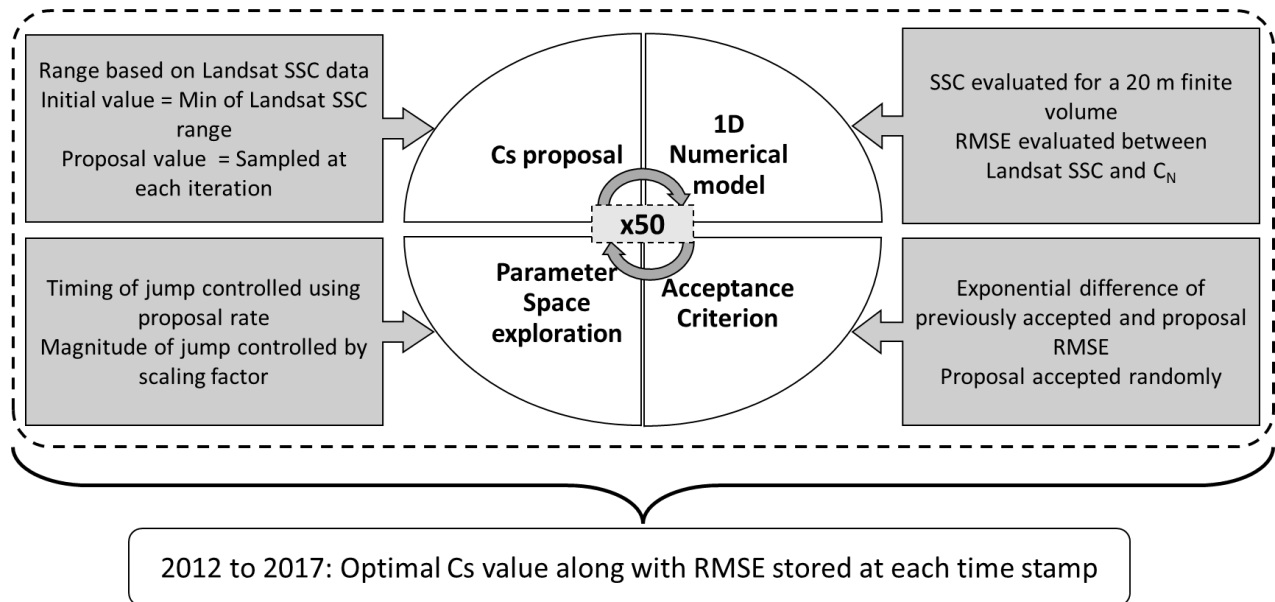 Range based on Landsat SSC data
Initial value = Min of Landsat SSC
range
Proposal value = Sampled at
each iteration
Cs proposal
1D
Numerical
model
SSC evaluated for a 20 m finite
volume
RMSE evaluated between
Landsat SSC and C_N
x50
Timing of jump controlled using
proposal rate
Magnitude of jump controlled by
scaling factor
Parameter
Space
exploration
Acceptance
Criterion
Exponential difference of
previously accepted and proposal
RMSE
Proposal accepted randomly
2012 to 2017: Optimal Cs value along with RMSE stored at each time stamp